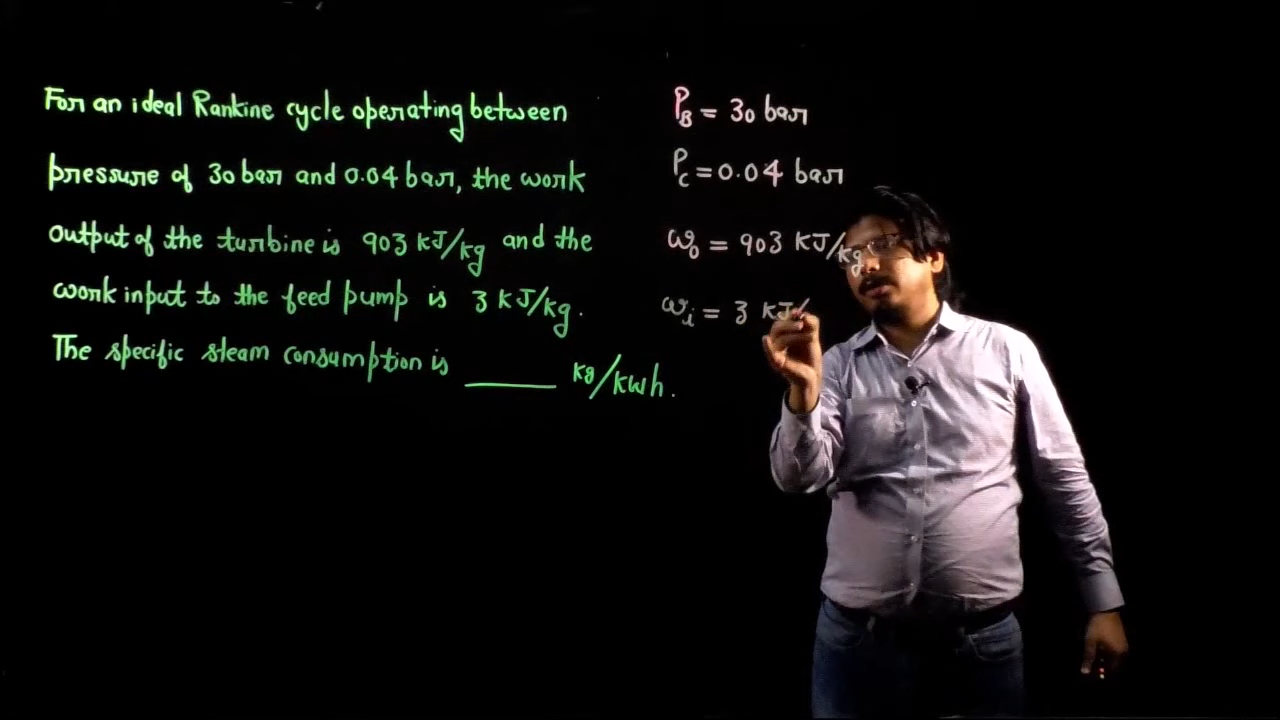 For an ideal Rankine cycle operating between
pressure of 30 bar and 0.04 bar, the work
output of the turbine is 903 KJ/kg and the
work input to the feed pump is 3 KJ/kg.
The specific steam consumption is ______ kg/kwh.
P_B = 30 bar
P_C = 0.04 bar
ω_o = 903 KJ/kg
ω_i = 3 KJ/